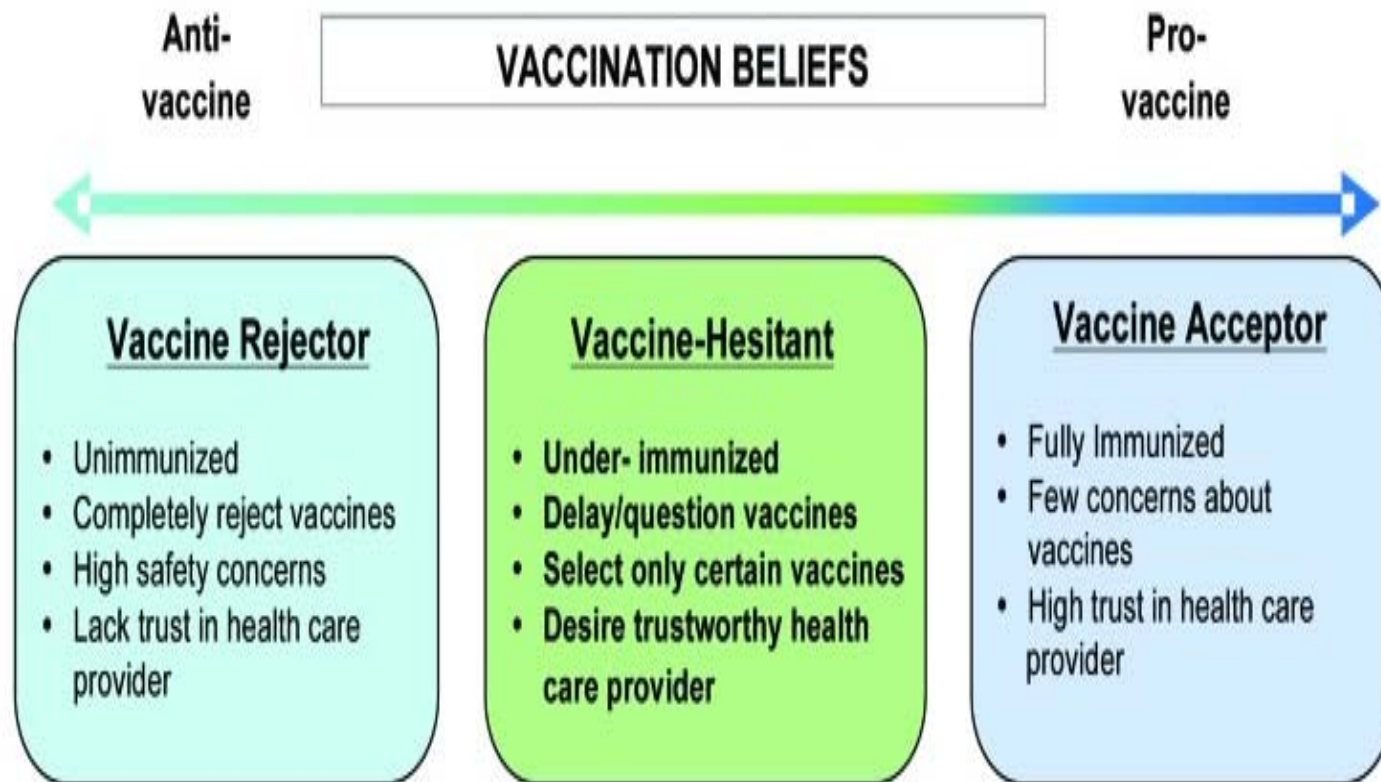 Anti-
vaccine
VACCINATION BELIEFS
Pro-
vaccine
Vaccine Rejector
• Unimmunized
• Completely reject vaccines
• High safety concerns
• Lack trust in health care
provider
Vaccine-Hesitant
• Under- immunized
• Delay/question vaccines
• Select only certain vaccines
• Desire trustworthy health
care provider
Vaccine Acceptor
• Fully Immunized
• Few concerns about
vaccines
• High trust in health care
provider